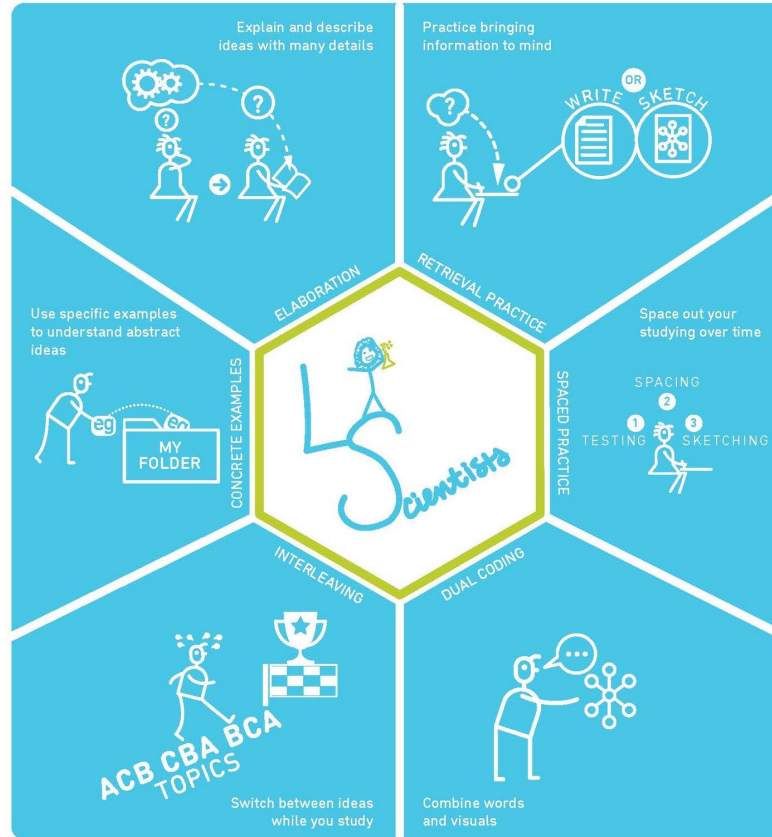 Explain and describe
ideas with many details
?
?
ELABORATION
Practice bringing
information to mind
?
WRITE OR SKETCH
RETRIEVAL PRACTICE
Use specific examples
to understand abstract
ideas
eg
eg
MY
FOLDER
CONCRETE EXAMPLES
Space out your
studying over time
SPACING
2
1 3
TESTING SKETCHING
SPACED PRACTICE
LScientists
INTERLEAVING
ACB CBA BCA
TOPICS
Switch between ideas
while you study
DUAL CODING
...
Combine words
and visuals